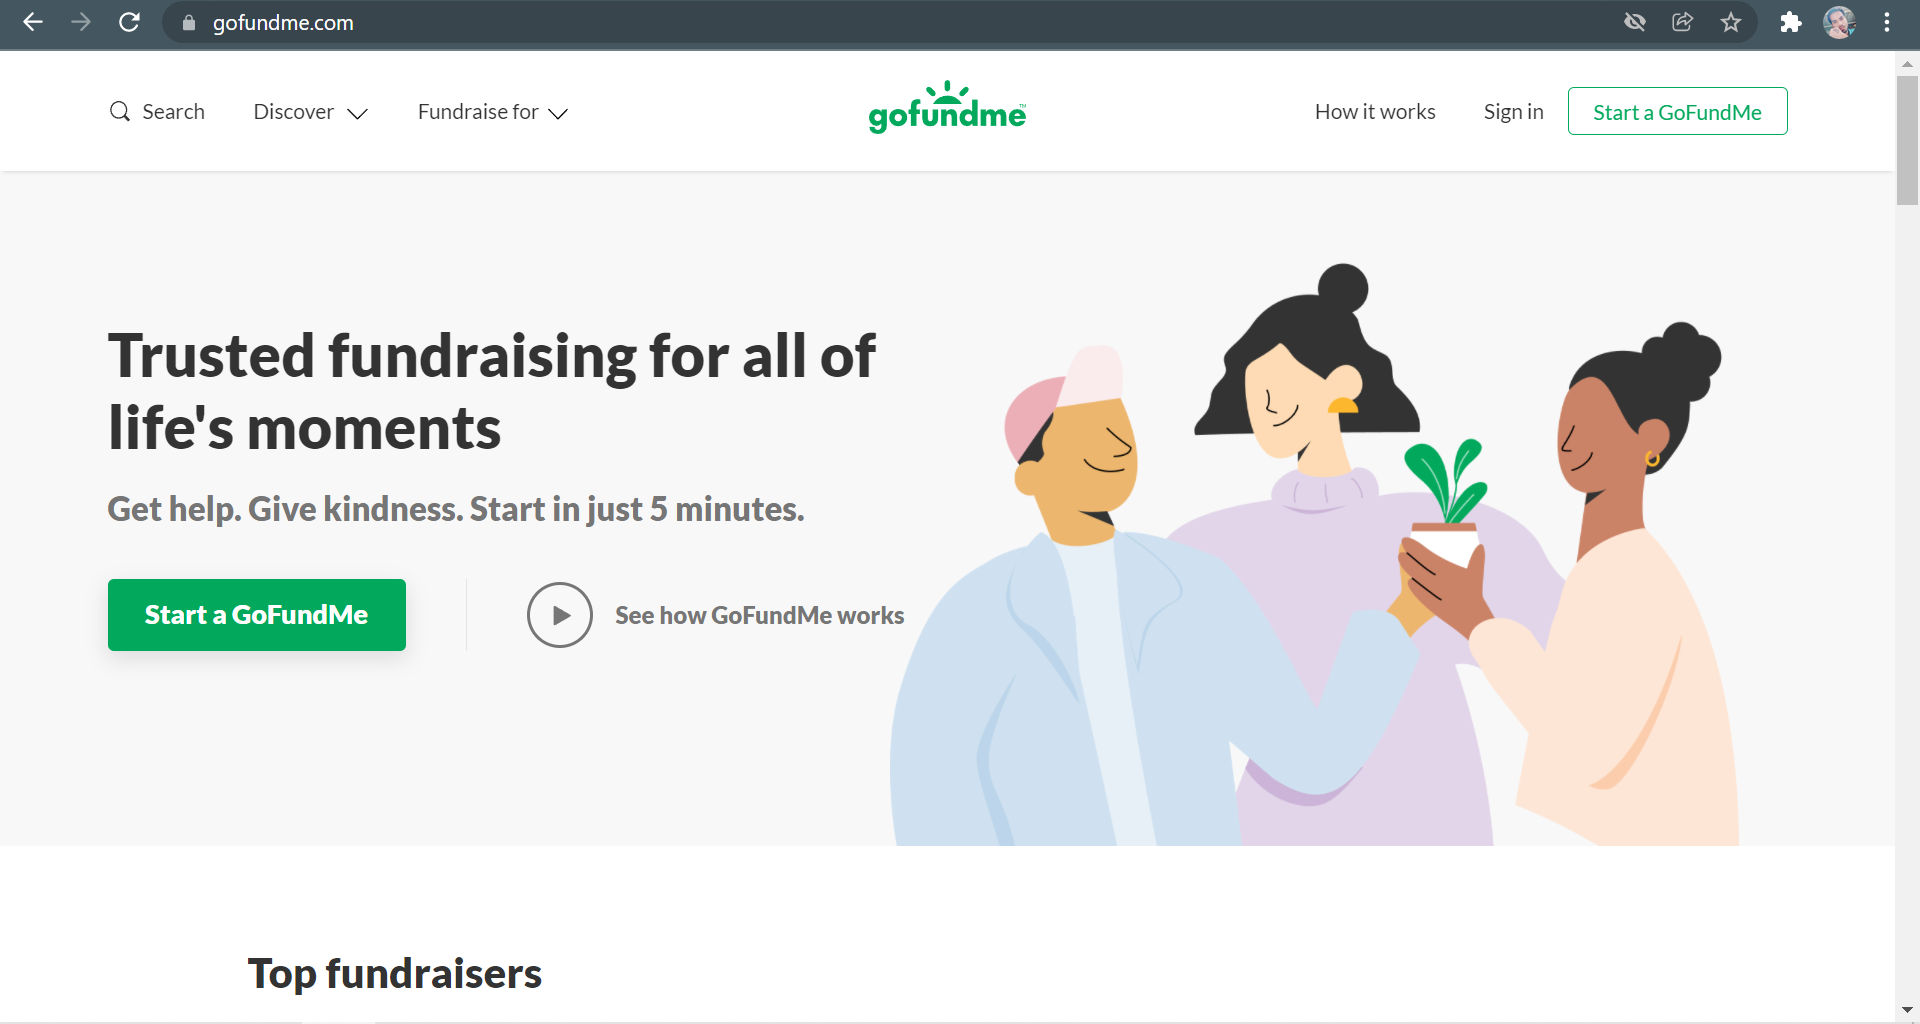 gofundme.com
Search Discover Fundraise for gofundme™ How it works Sign in Start a GoFundMe
Trusted fundraising for all of
life's moments
Get help. Give kindness. Start in just 5 minutes.
Start a GoFundMe See how GoFundMe works
Top fundraisers